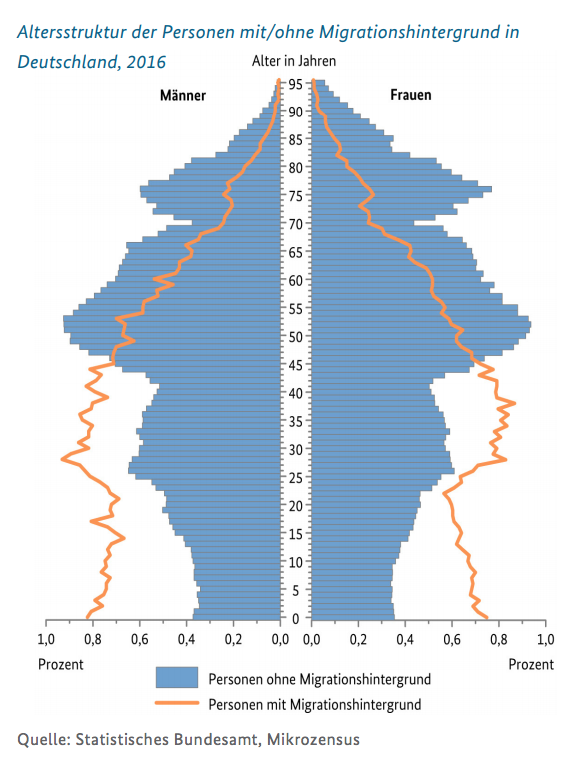 Altersstruktur der Personen mit/ohne Migrationshintergrund in
Deutschland, 2016
Alter in Jahren
Männer
Frauen
95
90
85
80
75
70
65
60
55
50
45
40
35
30
25
20
15
10
5
0
1,0 0,8 0,6 0,4 0,2 0,0 0,0 0,2 0,4 0,6 0,8 1,0
Prozent Prozent
Personen ohne Migrationshintergrund
Personen mit Migrationshintergrund
Quelle: Statistisches Bundesamt, Mikrozensus